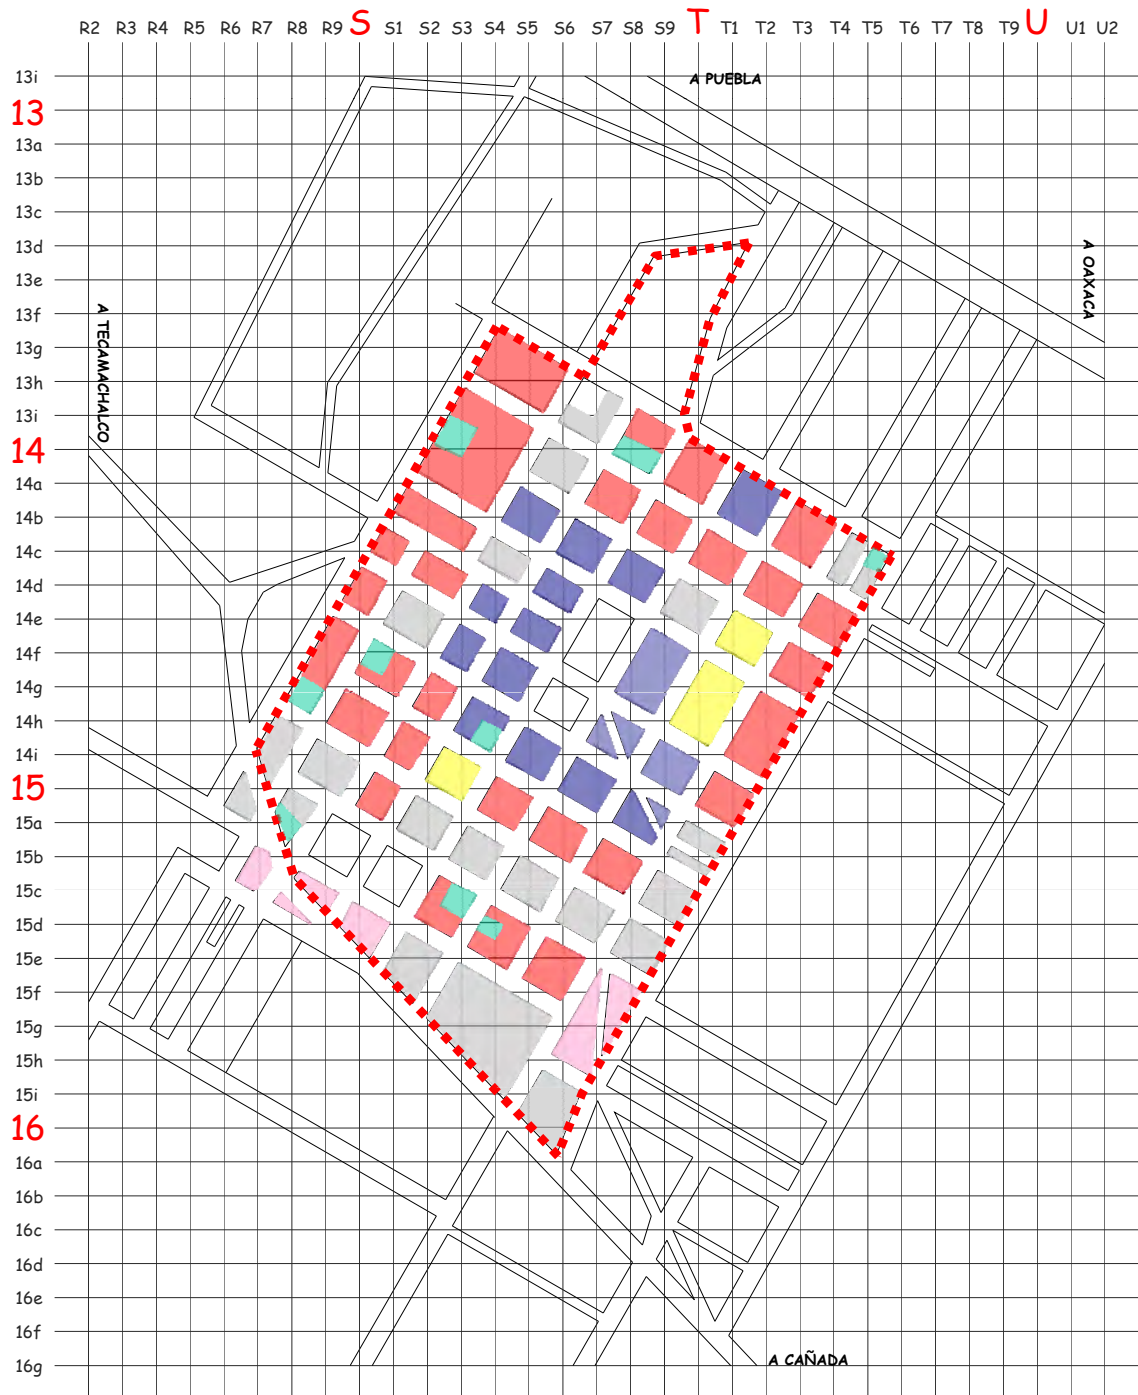 R2 R3 R4 R5 R6 R7 R8 R9 S S1 S2 S3 S4 S5 S6 S7 S8 S9 T T1 T2 T3 T4 T5 T6 T7 T8 T9 U U1 U2
13i
A PUEBLA
13
13a
13b
13c
13d
A OAXACA
13e
13f
A TECAMACHALCO
13g
13h
13i
14
14a
14b
14c
14d
14e
14f
14g
14h
14i
15
15a
15b
15c
15d
15e
15f
15g
15h
15i
16
16a
16b
16c
16d
16e
16f
A CAÑADA
16g